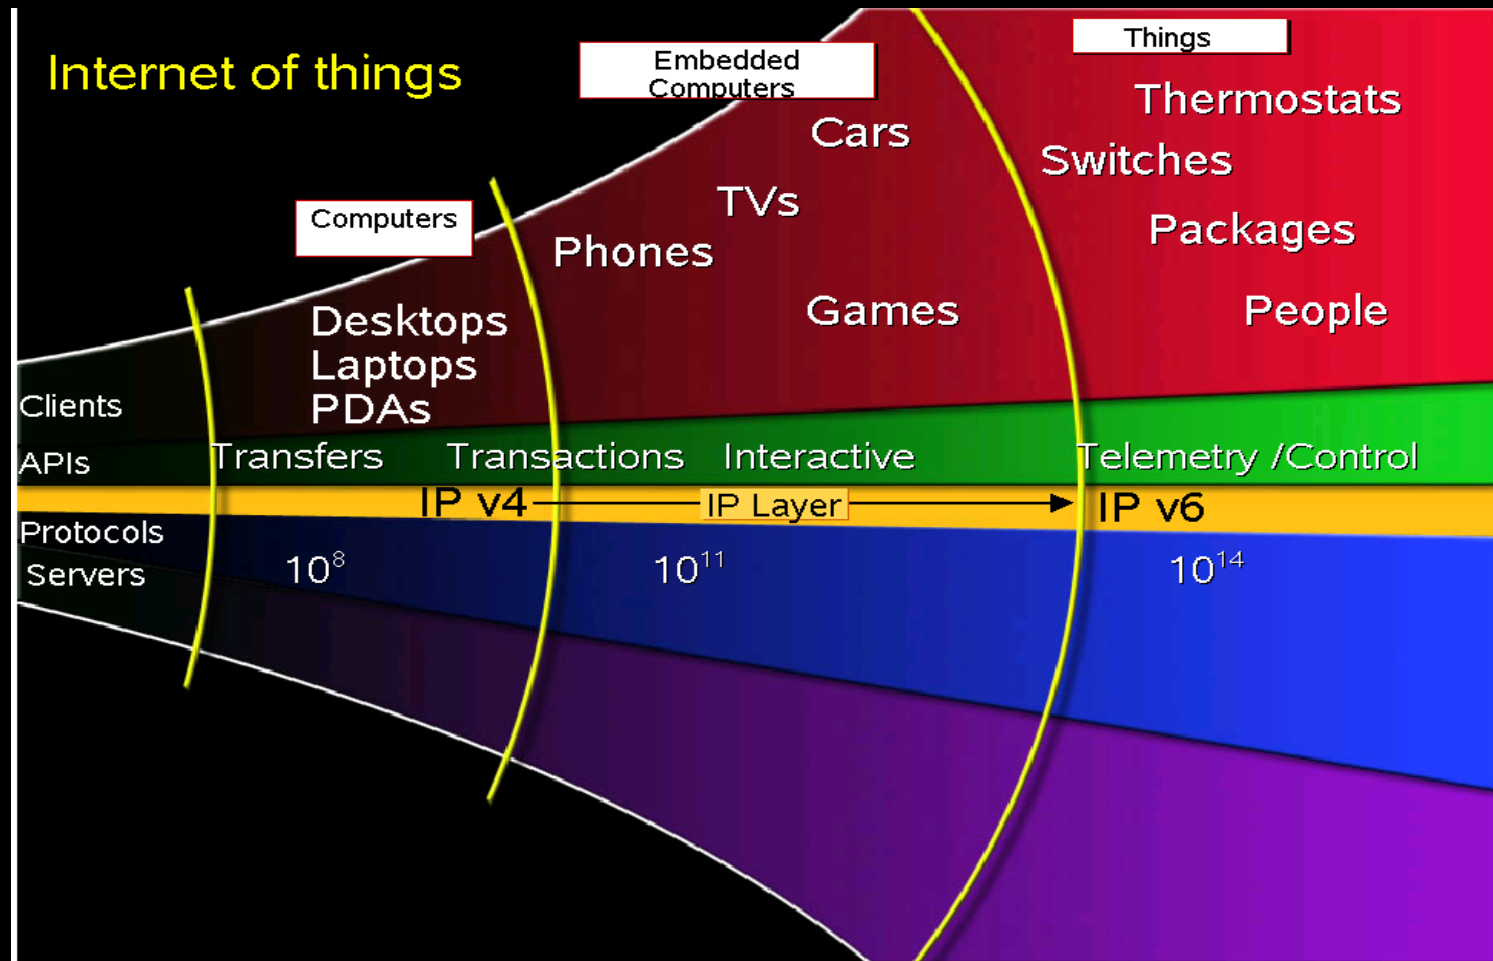 Internet of things
Embedded
Computers
Things
Thermostats
Cars
Switches
TVs
Computers
Packages
Phones
Games
People
Desktops
Laptops
PDAs
Clients
APIs
Transfers
Transactions
Interactive
Telemetry /Control
IP v4
IP Layer
IP v6
Protocols
Servers
10⁸
10¹¹
10¹⁴